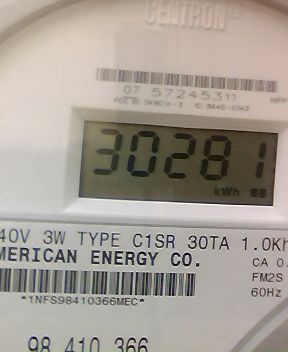 CENTRON®
07 57245311
30281
kWh
40V 3W TYPE C1SR 30TA 1.0Kh
MERICAN ENERGY CO.
CA 0.
FM2S
60Hz
*1NFS98410366MEC*
98 410 366